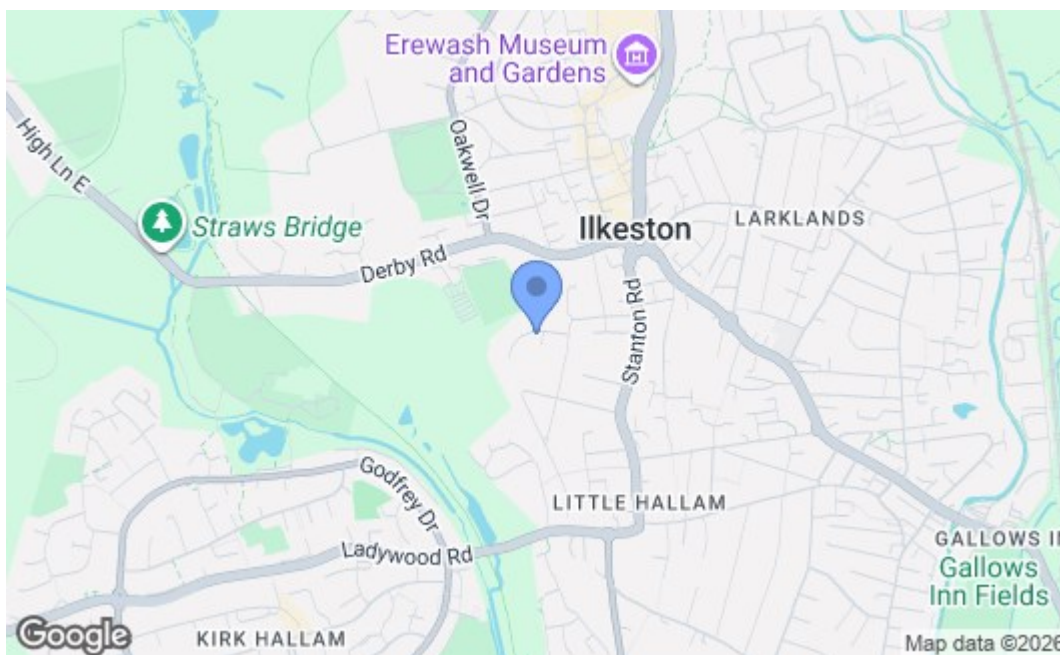 Erewash Museum
and Gardens
High Ln E
Oakwell Dr
Straws Bridge
Ilkeston
LARKLANDS
Derby Rd
Stanton Rd
Godfrey Dr
LITTLE HALLAM
Ladywood Rd
GALLOWS IN
Gallows
Inn Fields
KIRK HALLAM
Google
Map data ©2026